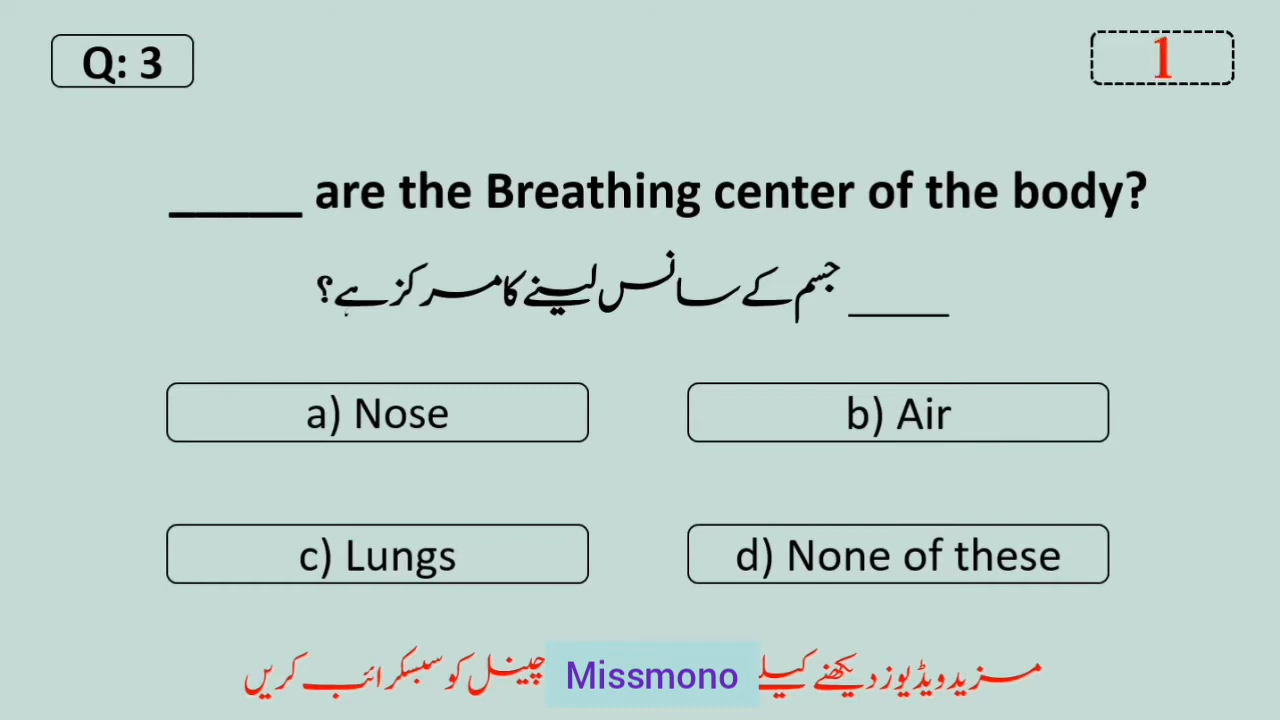 Q: 3
1
_____ are the Breathing center of the body?
____ جسم کے سانس لینے کا مرکز ہے؟
a) Nose
b) Air
c) Lungs
d) None of these
مزید ویڈیوز دیکھنے کیلئے Missmono چینل کو سبسکرائب کریں